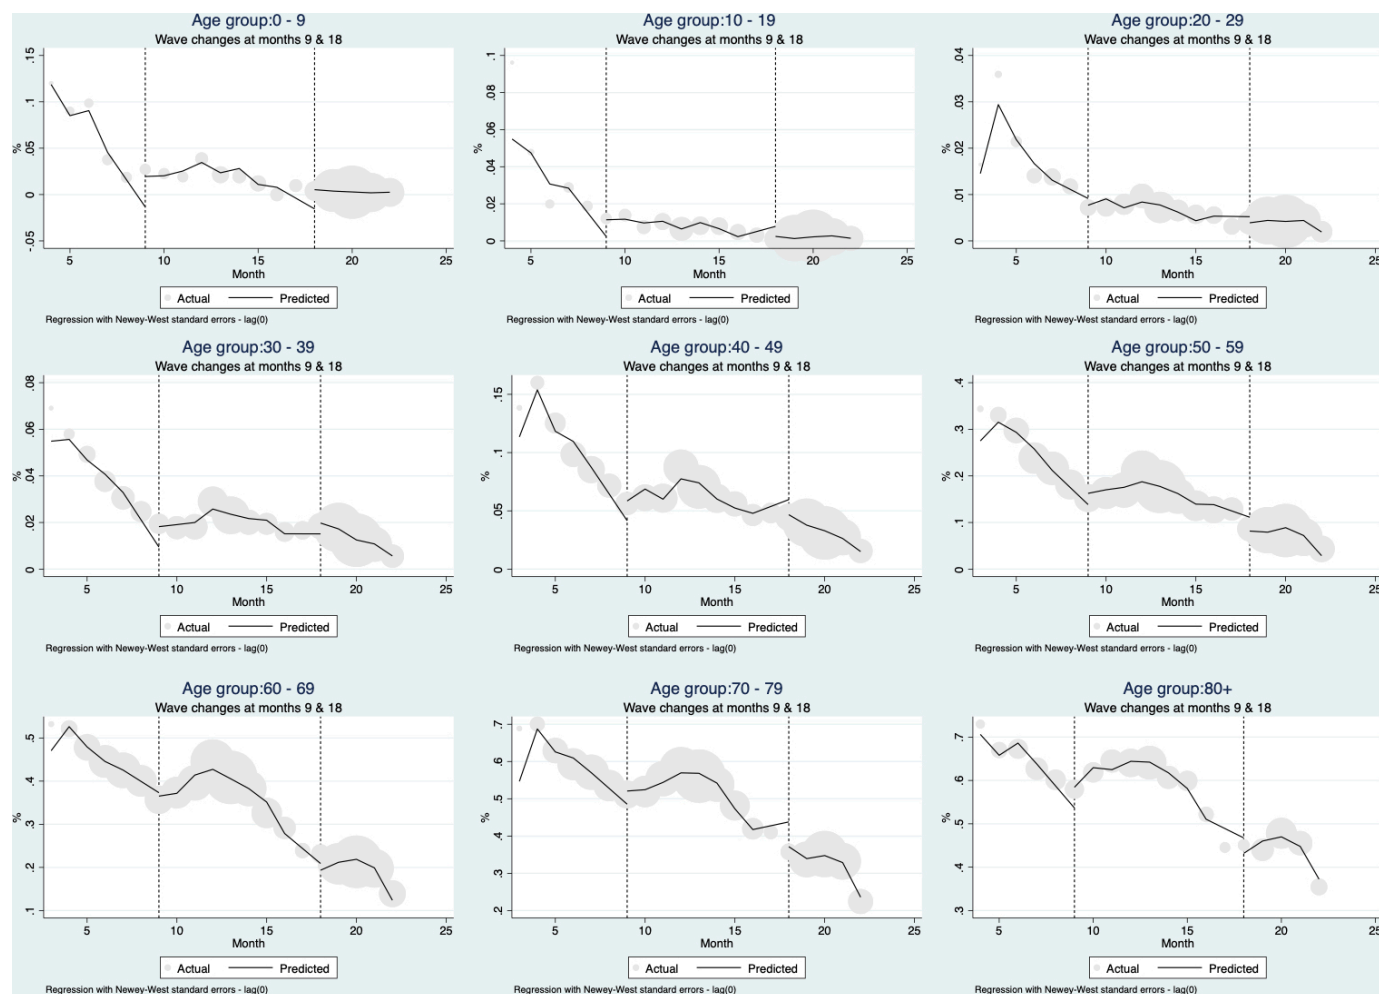 Age group:0 - 9
Wave changes at months 9 & 18
%
.15
.1
.05
0
-.05
5
10
15
20
25
Month
Actual
Predicted
Regression with Newey-West standard errors - lag(0)
Age group:10 - 19
Wave changes at months 9 & 18
%
.1
.08
.06
.04
.02
0
5
10
15
20
25
Month
Actual
Predicted
Regression with Newey-West standard errors - lag(0)
Age group:20 - 29
Wave changes at months 9 & 18
%
.04
.03
.02
.01
0
5
10
15
20
25
Month
Actual
Predicted
Regression with Newey-West standard errors - lag(0)
Age group:30 - 39
Wave changes at months 9 & 18
%
.08
.06
.04
.02
0
5
10
15
20
25
Month
Actual
Predicted
Regression with Newey-West standard errors - lag(0)
Age group:40 - 49
Wave changes at months 9 & 18
%
.15
.1
.05
0
5
10
15
20
25
Month
Actual
Predicted
Regression with Newey-West standard errors - lag(0)
Age group:50 - 59
Wave changes at months 9 & 18
%
.4
.3
.2
.1
0
5
10
15
20
25
Month
Actual
Predicted
Regression with Newey-West standard errors - lag(0)
Age group:60 - 69
Wave changes at months 9 & 18
%
.5
.4
.3
.2
.1
5
10
15
20
25
Month
Actual
Predicted
Regression with Newey-West standard errors - lag(0)
Age group:70 - 79
Wave changes at months 9 & 18
%
.7
.6
.5
.4
.3
.2
5
10
15
20
25
Month
Actual
Predicted
Regression with Newey-West standard errors - lag(0)
Age group:80+
Wave changes at months 9 & 18
%
.7
.6
.5
.4
.3
5
10
15
20
25
Month
Actual
Predicted
Regression with Newey-West standard errors - lag(0)